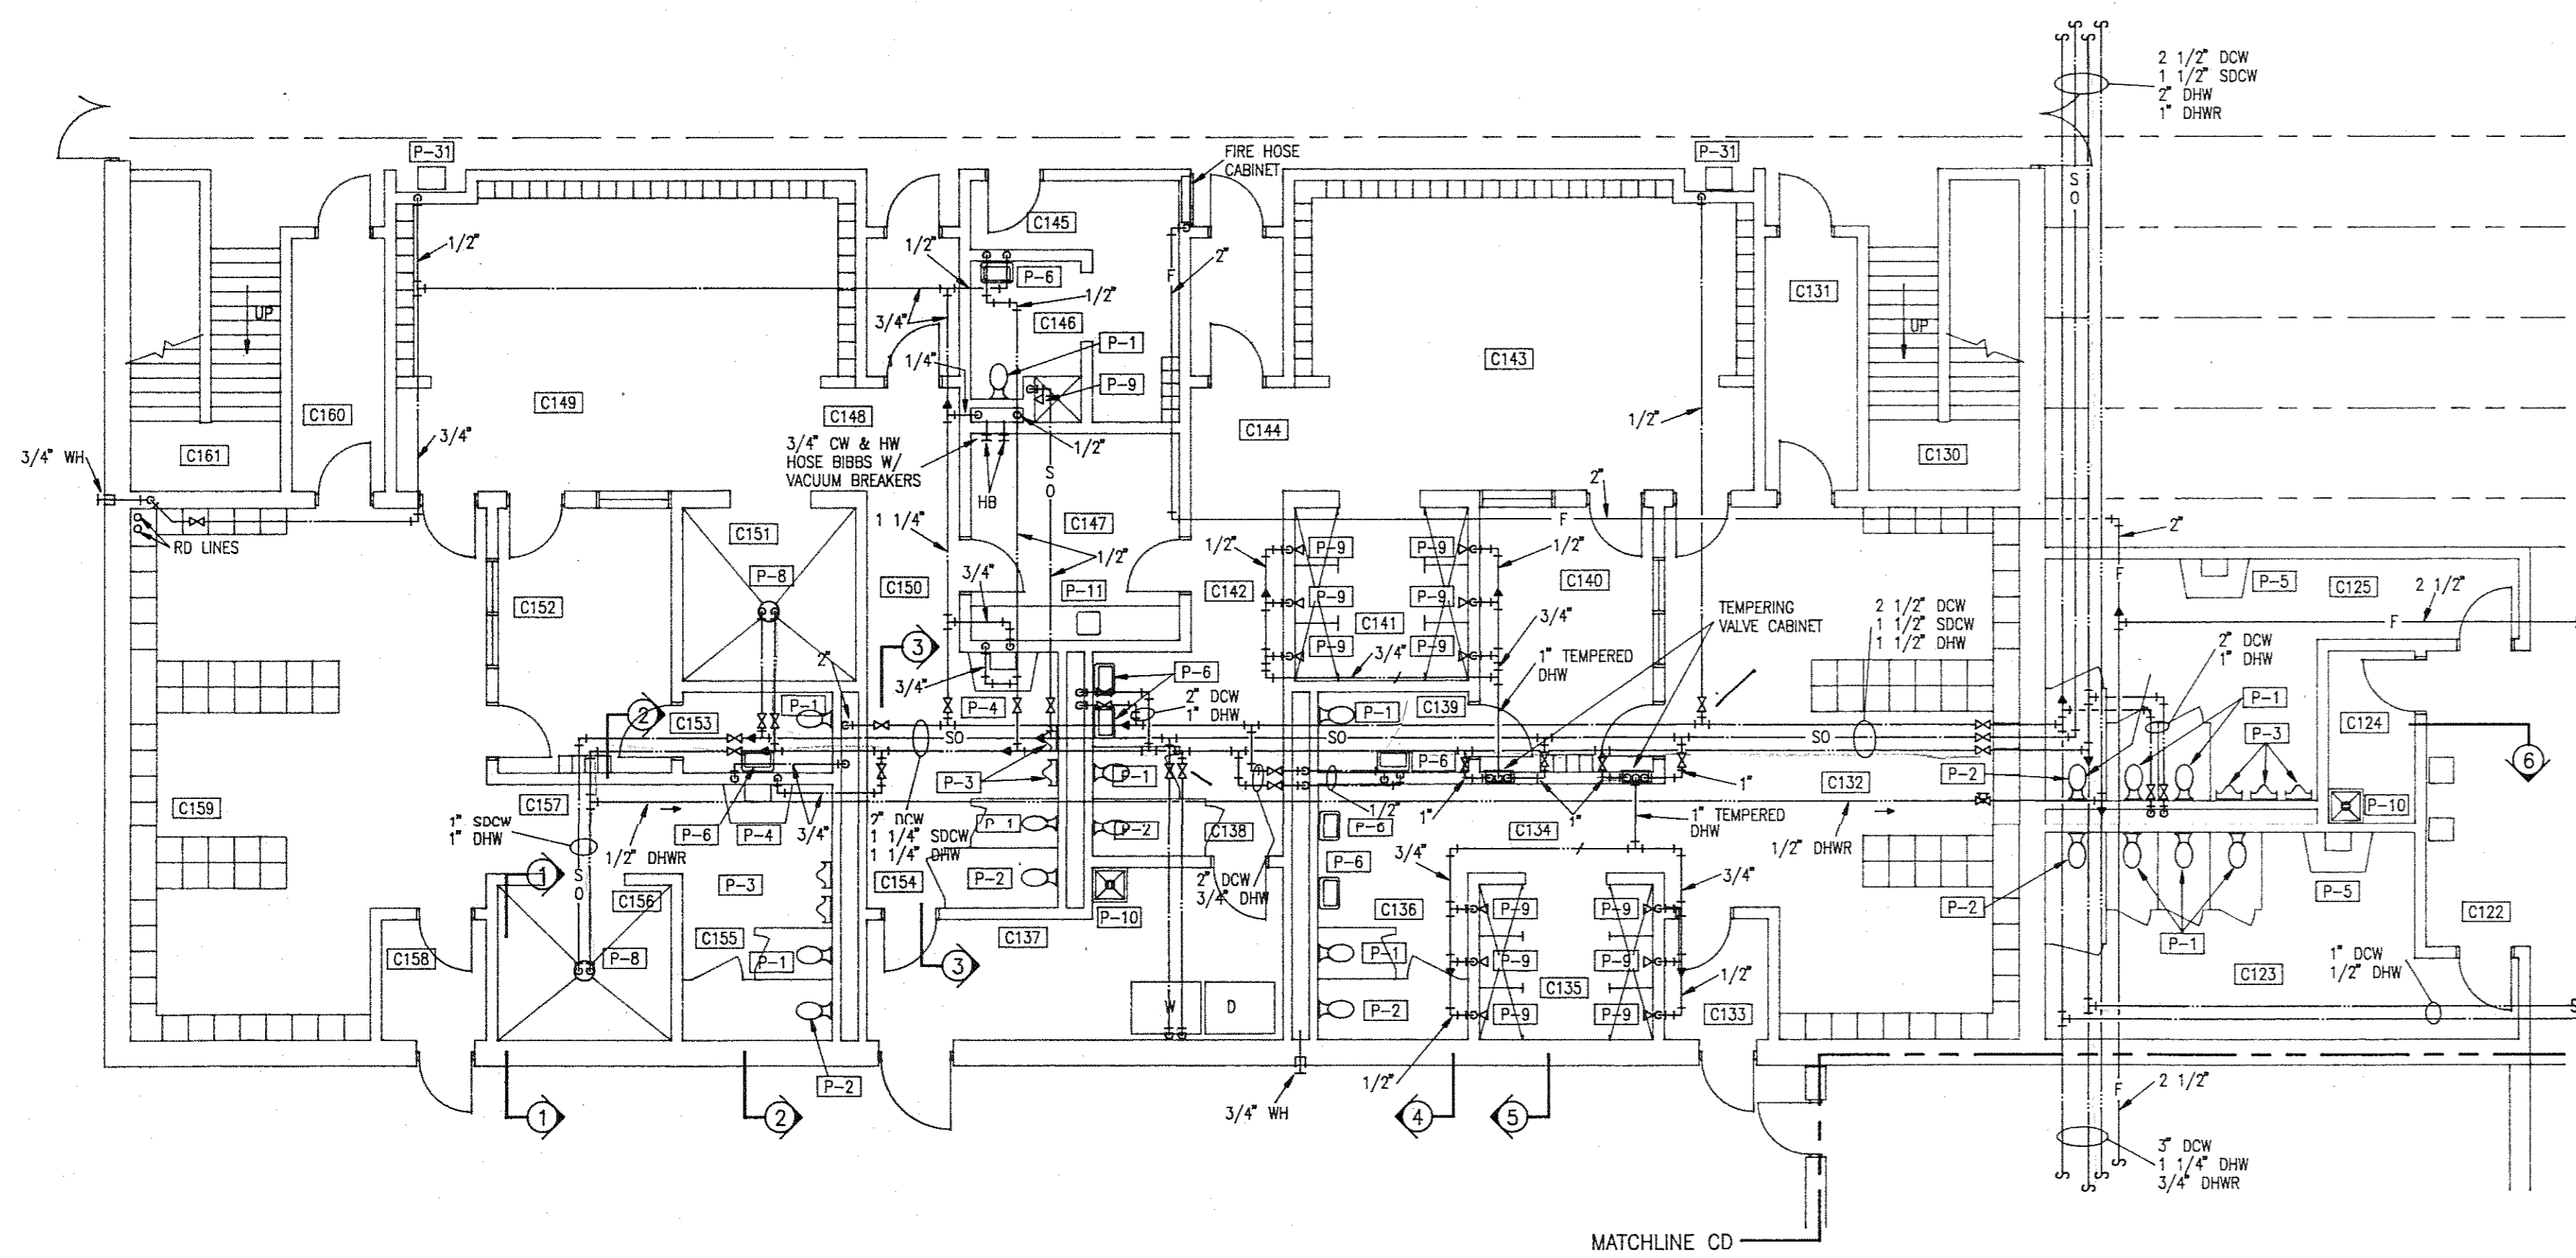 2 1/2" DCW
1 1/2" SDCW
2" DHW
1" DHWR
P-31
FIRE HOSE
CABINET
P-31
S
O
C145
1/2"
1/2"
2"
F
P-6
1/2"
C131
UP
3/4"
C146
UP
P-1
C143
1/4"
P-9
C160
C149
C148
1/2"
C144
3/4"
3/4" CW & HW
HOSE BIBBS W/
VACUUM BREAKERS
1/2"
C161
C130
3/4" WH
S
O
2"
HB
RD LINES
1 1/4"
C147
F
2"
C151
1/2"
1/2"
P-9
P-9
1/2"
F
P-8
3/4"
C150
P-11
C142
C140
P-5
C125
C152
P-9
P-9
2 1/2"
TEMPERING
VALVE CABINET
2 1/2" DCW
1 1/2" SDCW
1 1/2" DHW
C141
3/4"
F
3
P-9
P-9
2" DCW
1" DHW
2"
3/4"
P-6
3/4"
1" TEMPERED
DHW
P-1
2
C153
P-1
P-4
2" DCW
1" DHW
P-1
C139
C124
SO
SO
SO
P-3
P-6
6
P-3
P-1
P-2
C132
1"
C159
C157
1/2"
1"
P-10
1" SDCW
1" DHW
P-6
P-4
3/4"
2" DCW
1 1/4" SDCW
1 1/4" DHW
P-1
P-2
C138
P-6
C134
1"
1" TEMPERED
DHW
1/2" DHWR
1/2" DHWR
3/4"
P-6
1
S
O
P-3
C154
P-2
2" DCW
3/4" DHW
3/4"
P-5
C156
P-10
C136
P-9
P-9
P-2
C122
C155
C137
P-1
C158
P-8
P-1
3
P-1
P-9
P-9
C123
1" DCW
1/2" DHW
C135
1/2"
W
D
P-2
P-9
P-9
C133
S
P-2
1/2"
F
2 1/2"
1
2
3/4" WH
4
5
3" DCW
1 1/4" DHW
3/4" DHWR
MATCHLINE CD